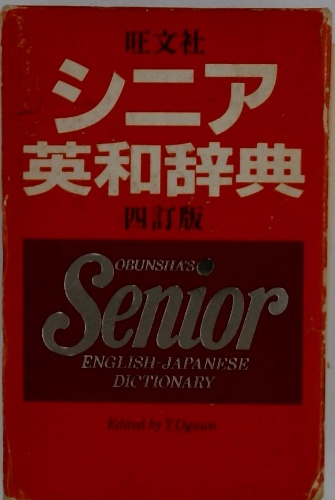 旺文社
シニア
英和辞典
四訂版
OBUNSHA'S
Senior
ENGLISH-JAPANESE
DICTIONARY
Edited by Y. Ogawa